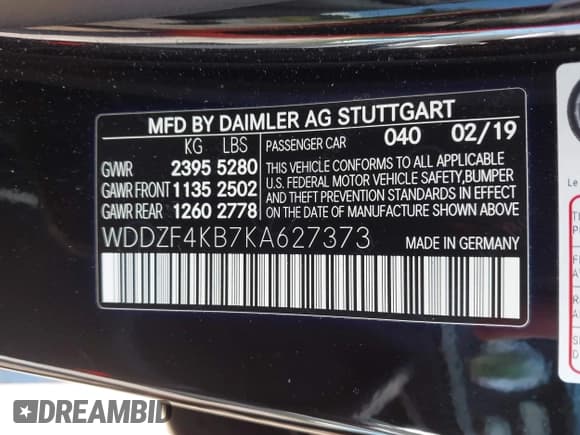 MFD BY DAIMLER AG STUTTGART
KG LBS
GVWR 2395 5280
GAWR FRONT 1135 2502
GAWR REAR 1260 2778
PASSENGER CAR 040 02/19
THIS VEHICLE CONFORMS TO ALL APPLICABLE
U.S. FEDERAL MOTOR VEHICLE SAFETY, BUMPER
AND THEFT PREVENTION STANDARDS IN EFFECT
ON THE DATE OF MANUFACTURE SHOWN ABOVE
WDDZF4KB7KA627373
MADE IN GERMANY
Le
DREAMBID